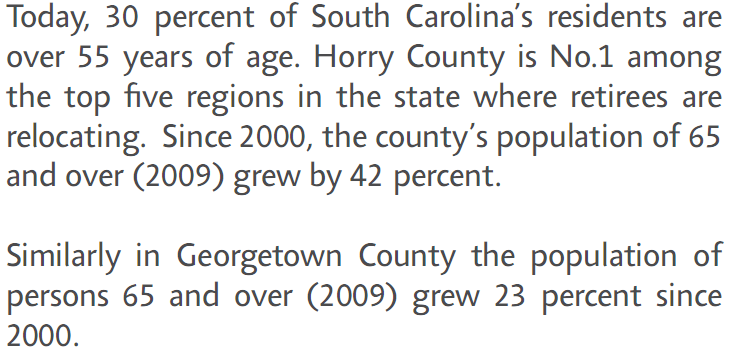 Today, 30 percent of South Carolina's residents are
over 55 years of age. Horry County is No.1 among
the top five regions in the state where retirees are
relocating.  Since 2000, the county's population of 65
and over (2009) grew by 42 percent.

Similarly in Georgetown County the population of
persons 65 and over (2009) grew 23 percent since
2000.